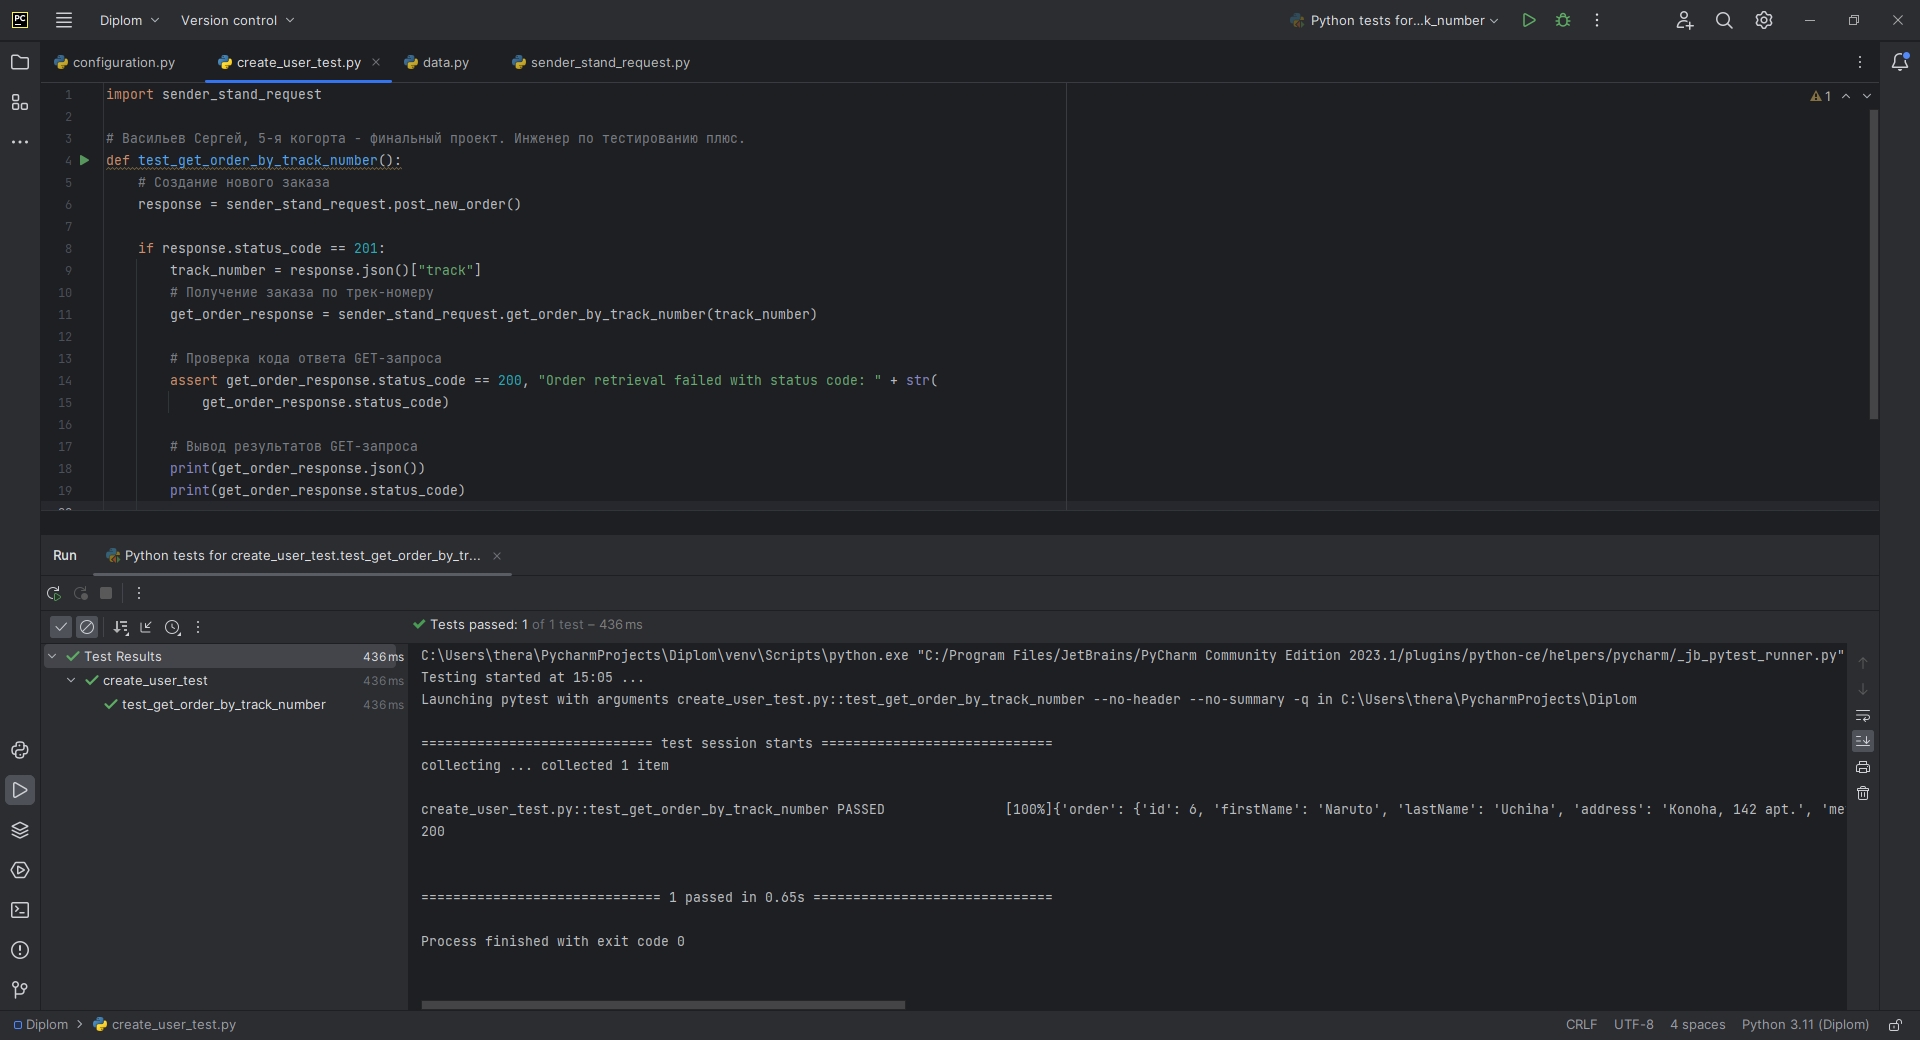 PC Diplom Version control Python tests for...k_number
configuration.py create_user_test.py data.py sender_stand_request.py
1 import sender_stand_request 1
2
3 # Васильев Сергей, 5-я когорта - финальный проект. Инженер по тестированию плюс.
4 def test_get_order_by_track_number():
5 # Создание нового заказа
6 response = sender_stand_request.post_new_order()
7
8 if response.status_code == 201:
9 track_number = response.json()["track"]
10 # Получение заказа по трек-номеру
11 get_order_response = sender_stand_request.get_order_by_track_number(track_number)
12
13 # Проверка кода ответа GET-запроса
14 assert get_order_response.status_code == 200, "Order retrieval failed with status code: " + str(
15 get_order_response.status_code)
16
17 # Вывод результатов GET-запроса
18 print(get_order_response.json())
19 print(get_order_response.status_code)
Run Python tests for create_user_test.test_get_order_by_tr...
Tests passed: 1 of 1 test – 436 ms
Test Results 436 ms
create_user_test 436 ms
test_get_order_by_track_number 436 ms
C:\Users\thera\PycharmProjects\Diplom\venv\Scripts\python.exe "C:/Program Files/JetBrains/PyCharm Community Edition 2023.1/plugins/python-ce/helpers/pycharm/_jb_pytest_runner.py"
Testing started at 15:05 ...
Launching pytest with arguments create_user_test.py::test_get_order_by_track_number --no-header --no-summary -q in C:\Users\thera\PycharmProjects\Diplom
============================= test session starts =============================
collecting ... collected 1 item
create_user_test.py::test_get_order_by_track_number PASSED [100%]{'order': {'id': 6, 'firstName': 'Naruto', 'lastName': 'Uchiha', 'address': 'Konoha, 142 apt.', 'me
200
============================== 1 passed in 0.65s ==============================
Process finished with exit code 0
Diplom create_user_test.py CRLF UTF-8 4 spaces Python 3.11 (Diplom)